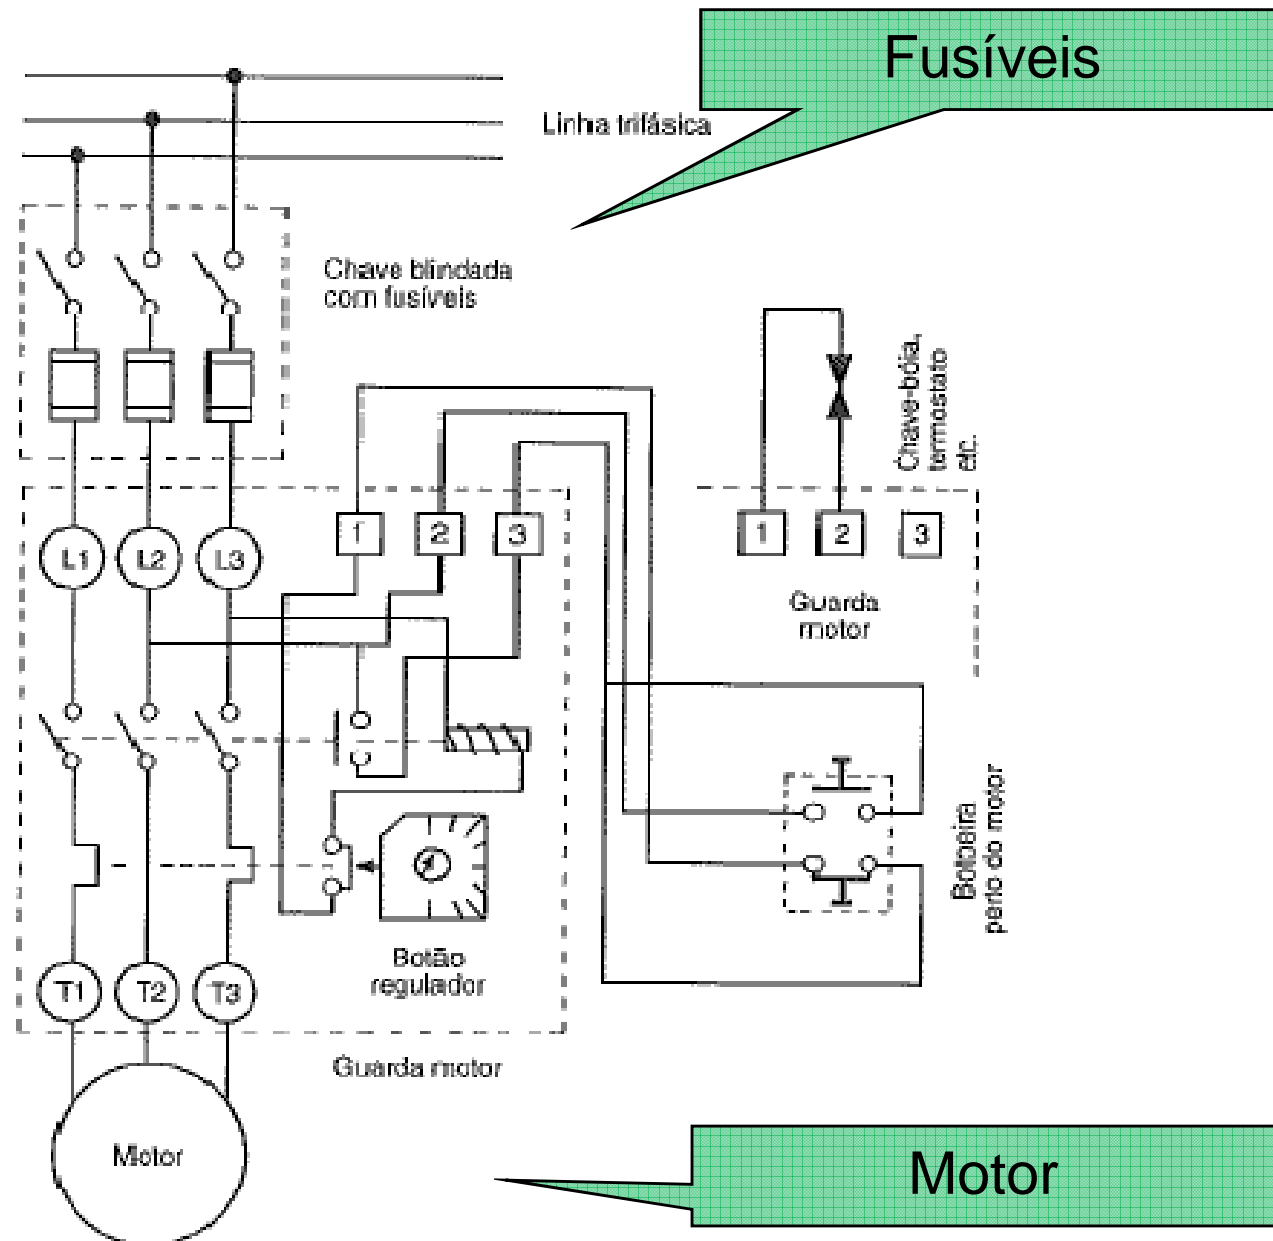 Fusíveis
Linha trifásica
Chave blindada
com fusíveis
Chave-bóia,
termostato
etc.
1
2
3
1
2
3
L1
L2
L3
Guarda
motor
Botoeira
perto do motor
Botão
regulador
T1
T2
T3
Guarda motor
Motor
Motor